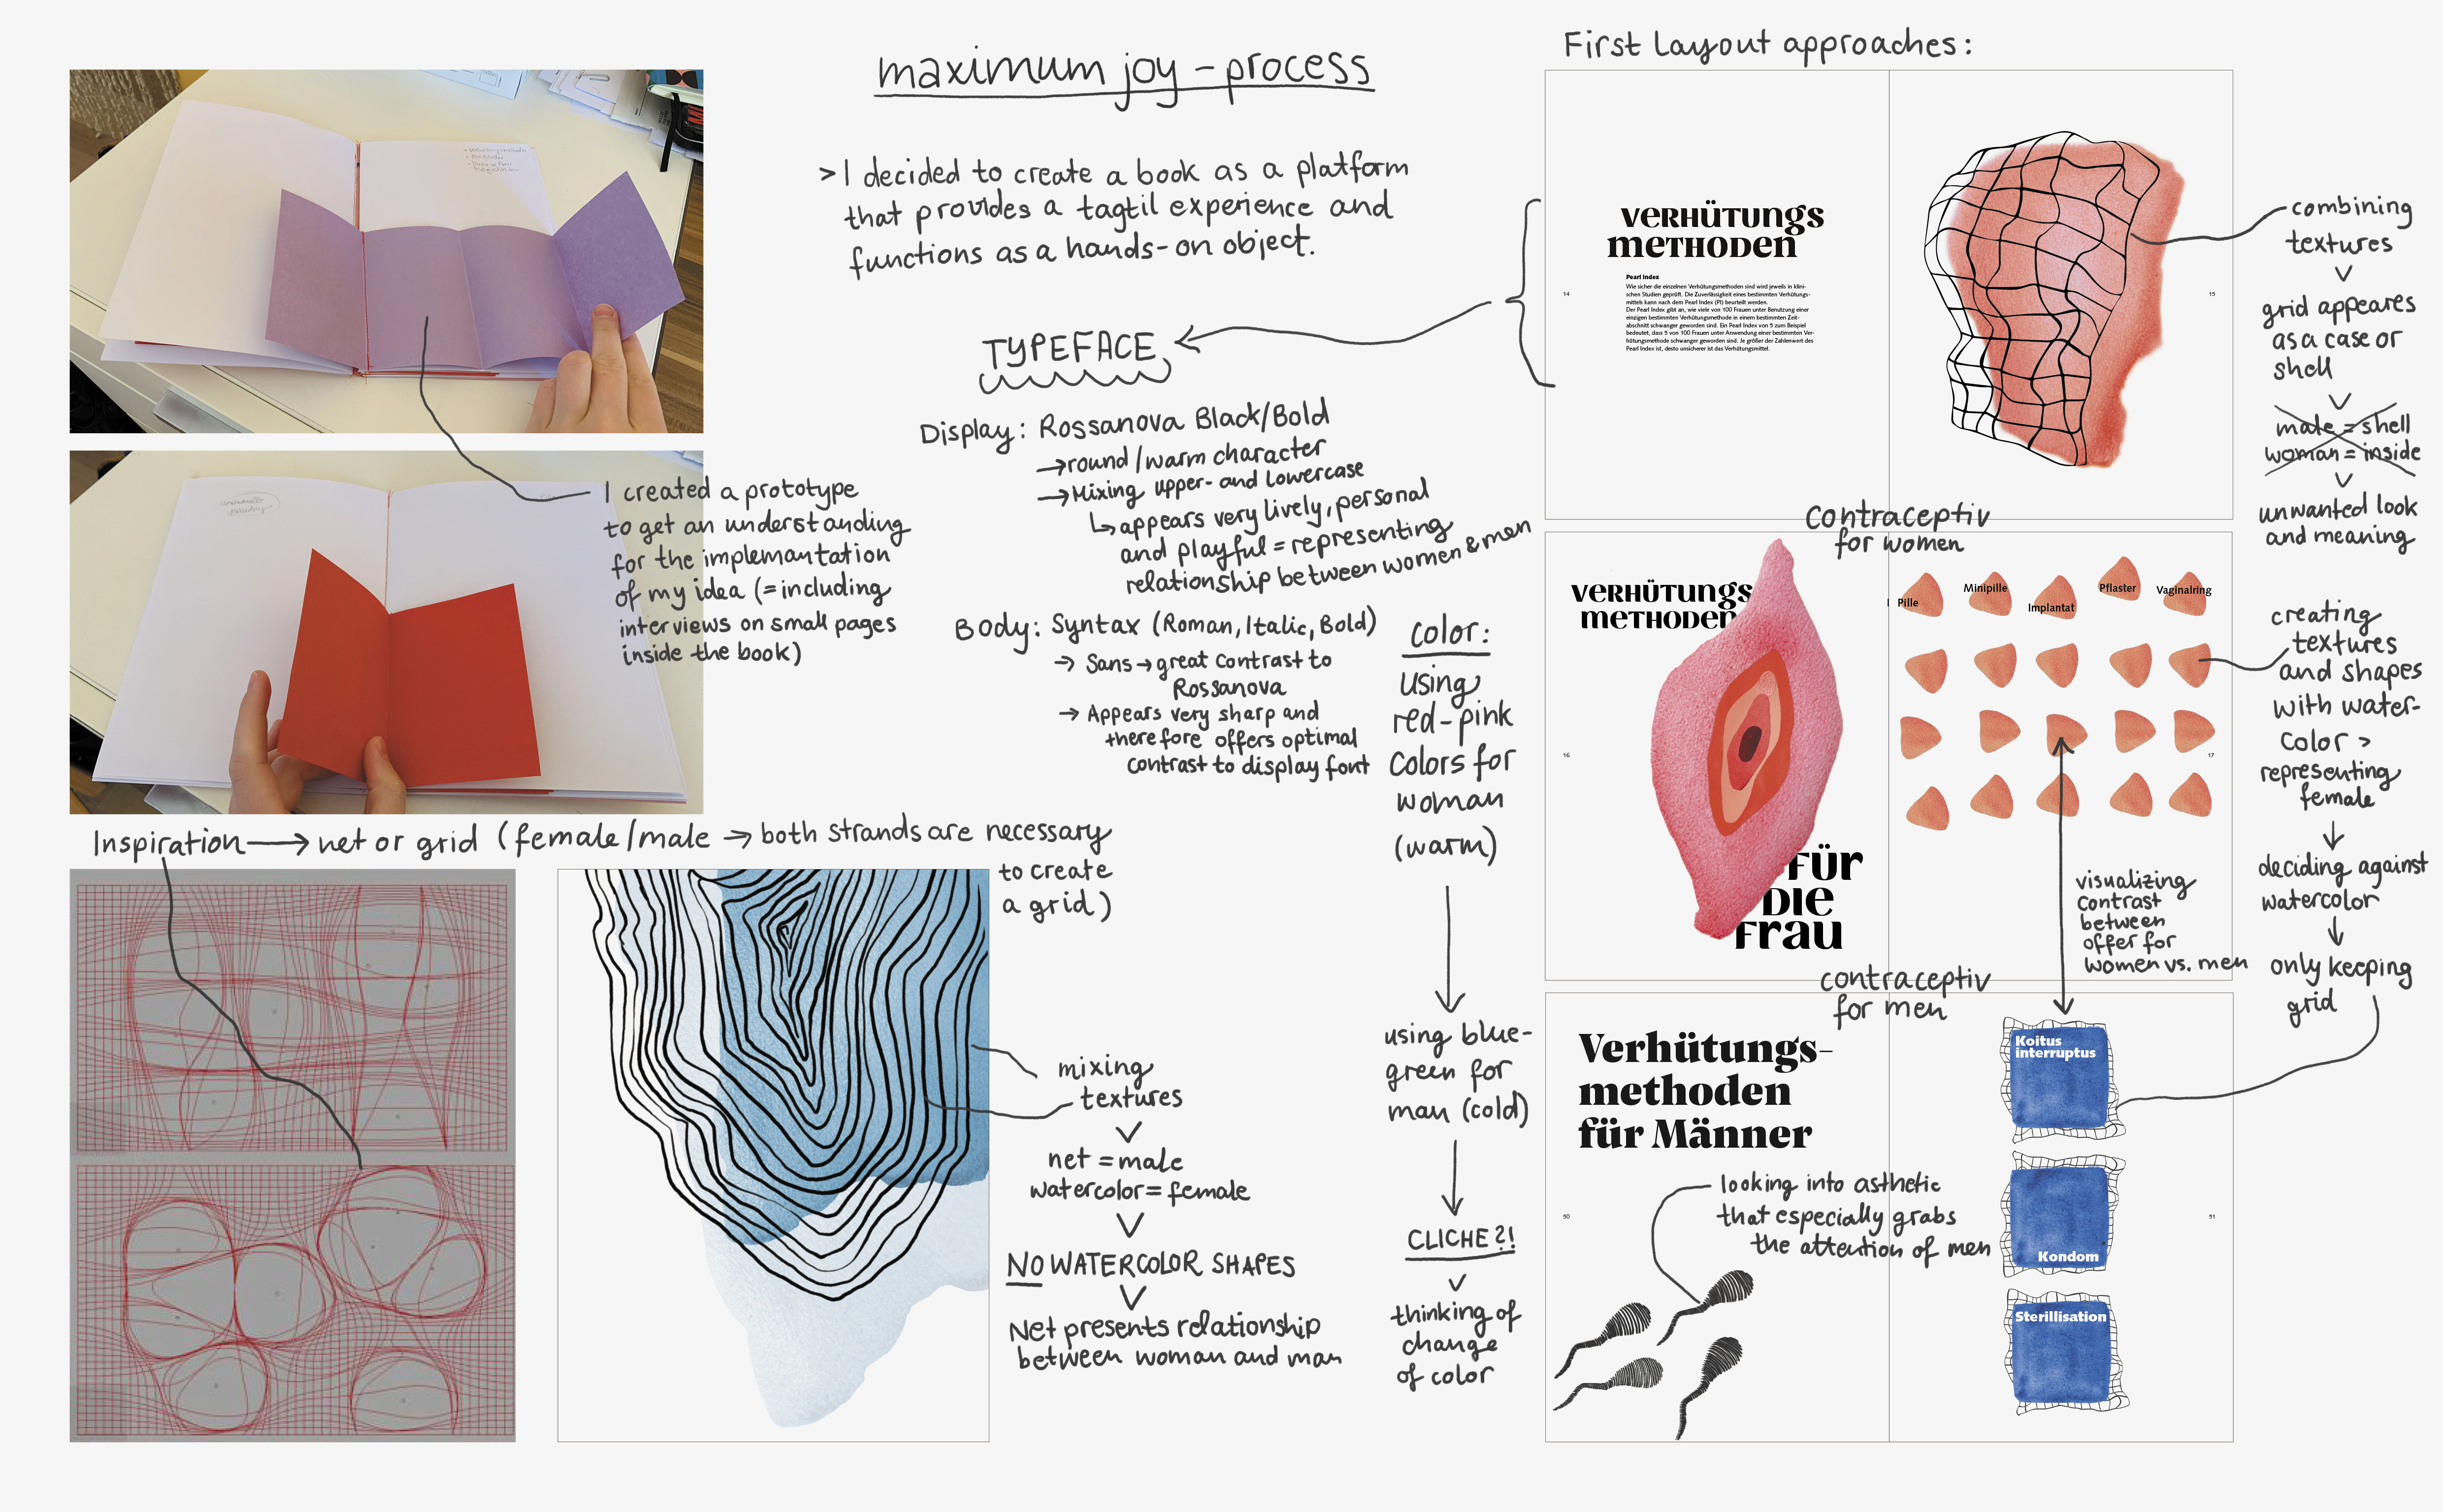 maximum joy - process
> I decided to create a book as a platform
that provides a tagtil experience and
functions as a hands-on object.
TYPEFACE
Display: Rossanova Black/Bold
→ round/warm character
→ Mixing upper- and lowercase
↳ appears very lively, personal
and playful = representing
relationship between women & men
Body: Syntax (Roman, Italic, Bold)
→ Sans → great contrast to
Rossanova
→ Appears very sharp and
therefore offers optimal
contrast to display font
I created a prototype
to get an understanding
for the implemantation
of my idea (= including
interviews on small pages
inside the book)
Inspiration → net or grid (female/male → both strands are necessary
to create
a grid)
mixing
textures
net = male
watercolor = female
NO WATERCOLOR SHAPES
Net presents relationship
between woman and man
color:
Using
red-pink
colors for
woman
(warm)
using blue-
green for
man (cold)
CLICHE?!
thinking of
change
of color
First Layout approaches:
VERHÜTUNGS
METHODEN
Pearl Index
Wie sicher die einzelnen Verhütungsmethoden sind wird jeweils in klini-
schen Studien geprüft. Die Zuverlässigkeit eines bestimmten Verhütungs-
mittels kann nach dem Pearl Index (PI) beurteilt werden.
Der Pearl Index gibt an, wie viele von 100 Frauen unter Benutzung einer
einzigen bestimmten Verhütungsmethode in einem bestimmten Zeit-
abschnitt schwanger geworden sind. Ein Pearl Index von 5 zum Beispiel
bedeutet, dass 5 von 100 Frauen unter Anwendung einer bestimmten Ver-
hütungsmethode schwanger geworden sind. Je größer der Zahlenwert des
Pearl Index ist, desto unsicherer ist das Verhütungsmittel.
14
15
combining
textures
grid appeares
as a case or
shell
male = shell
woman = inside
unwanted look
and meaning
contraceptiv
for women
VERHÜTUNGS
METHODEN
FÜR
DIE
FRAU
16
Pille
Minipille
Implantat
Pflaster
Vaginalring
17
creating
textures
and shapes
with water-
color >
representing
female
deciding against
watercolor
only keeping
grid
visualizing
contrast
between
offer for
women vs. men
contraceptiv
for men
Verhütungs-
methoden
für Männer
looking into asthetic
that especially grabs
the attention of men
50
Koitus
interruptus
Kondom
Sterillisation
51